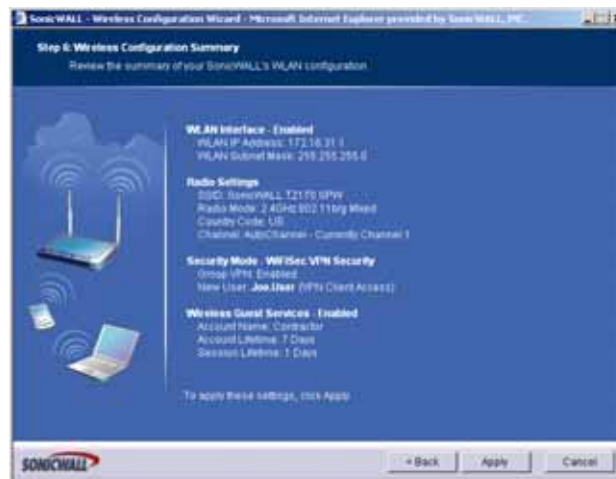 SonicWALL - Wireless Configuration Wizard - Microsoft Internet Explorer provided by SonicWALL, INC.
Step 6: Wireless Configuration Summary
Review the summary of your SonicWALL's WLAN configuration.
WLAN Interface - Enabled
WLAN IP Address: 172.16.31.1
WLAN Subnet Mask: 255.255.255.0
Radio Settings
SSID: SonicWALL TZ170 SPW
Radio Mode: 2.4GHz 802.11b/g Mixed
Country Code: US
Channel: AutoChannel - Currently Channel 1
Security Mode - WiFiSec VPN Security
Group VPN: Enabled
New User: Joe.User (VPN Client Access)
Wireless Guest Services - Enabled
Account Name: Contractor
Account Lifetime: 7 Days
Session Lifetime: 1 Days
To apply these settings, click Apply.
SONICWALL
< Back
Apply
Cancel